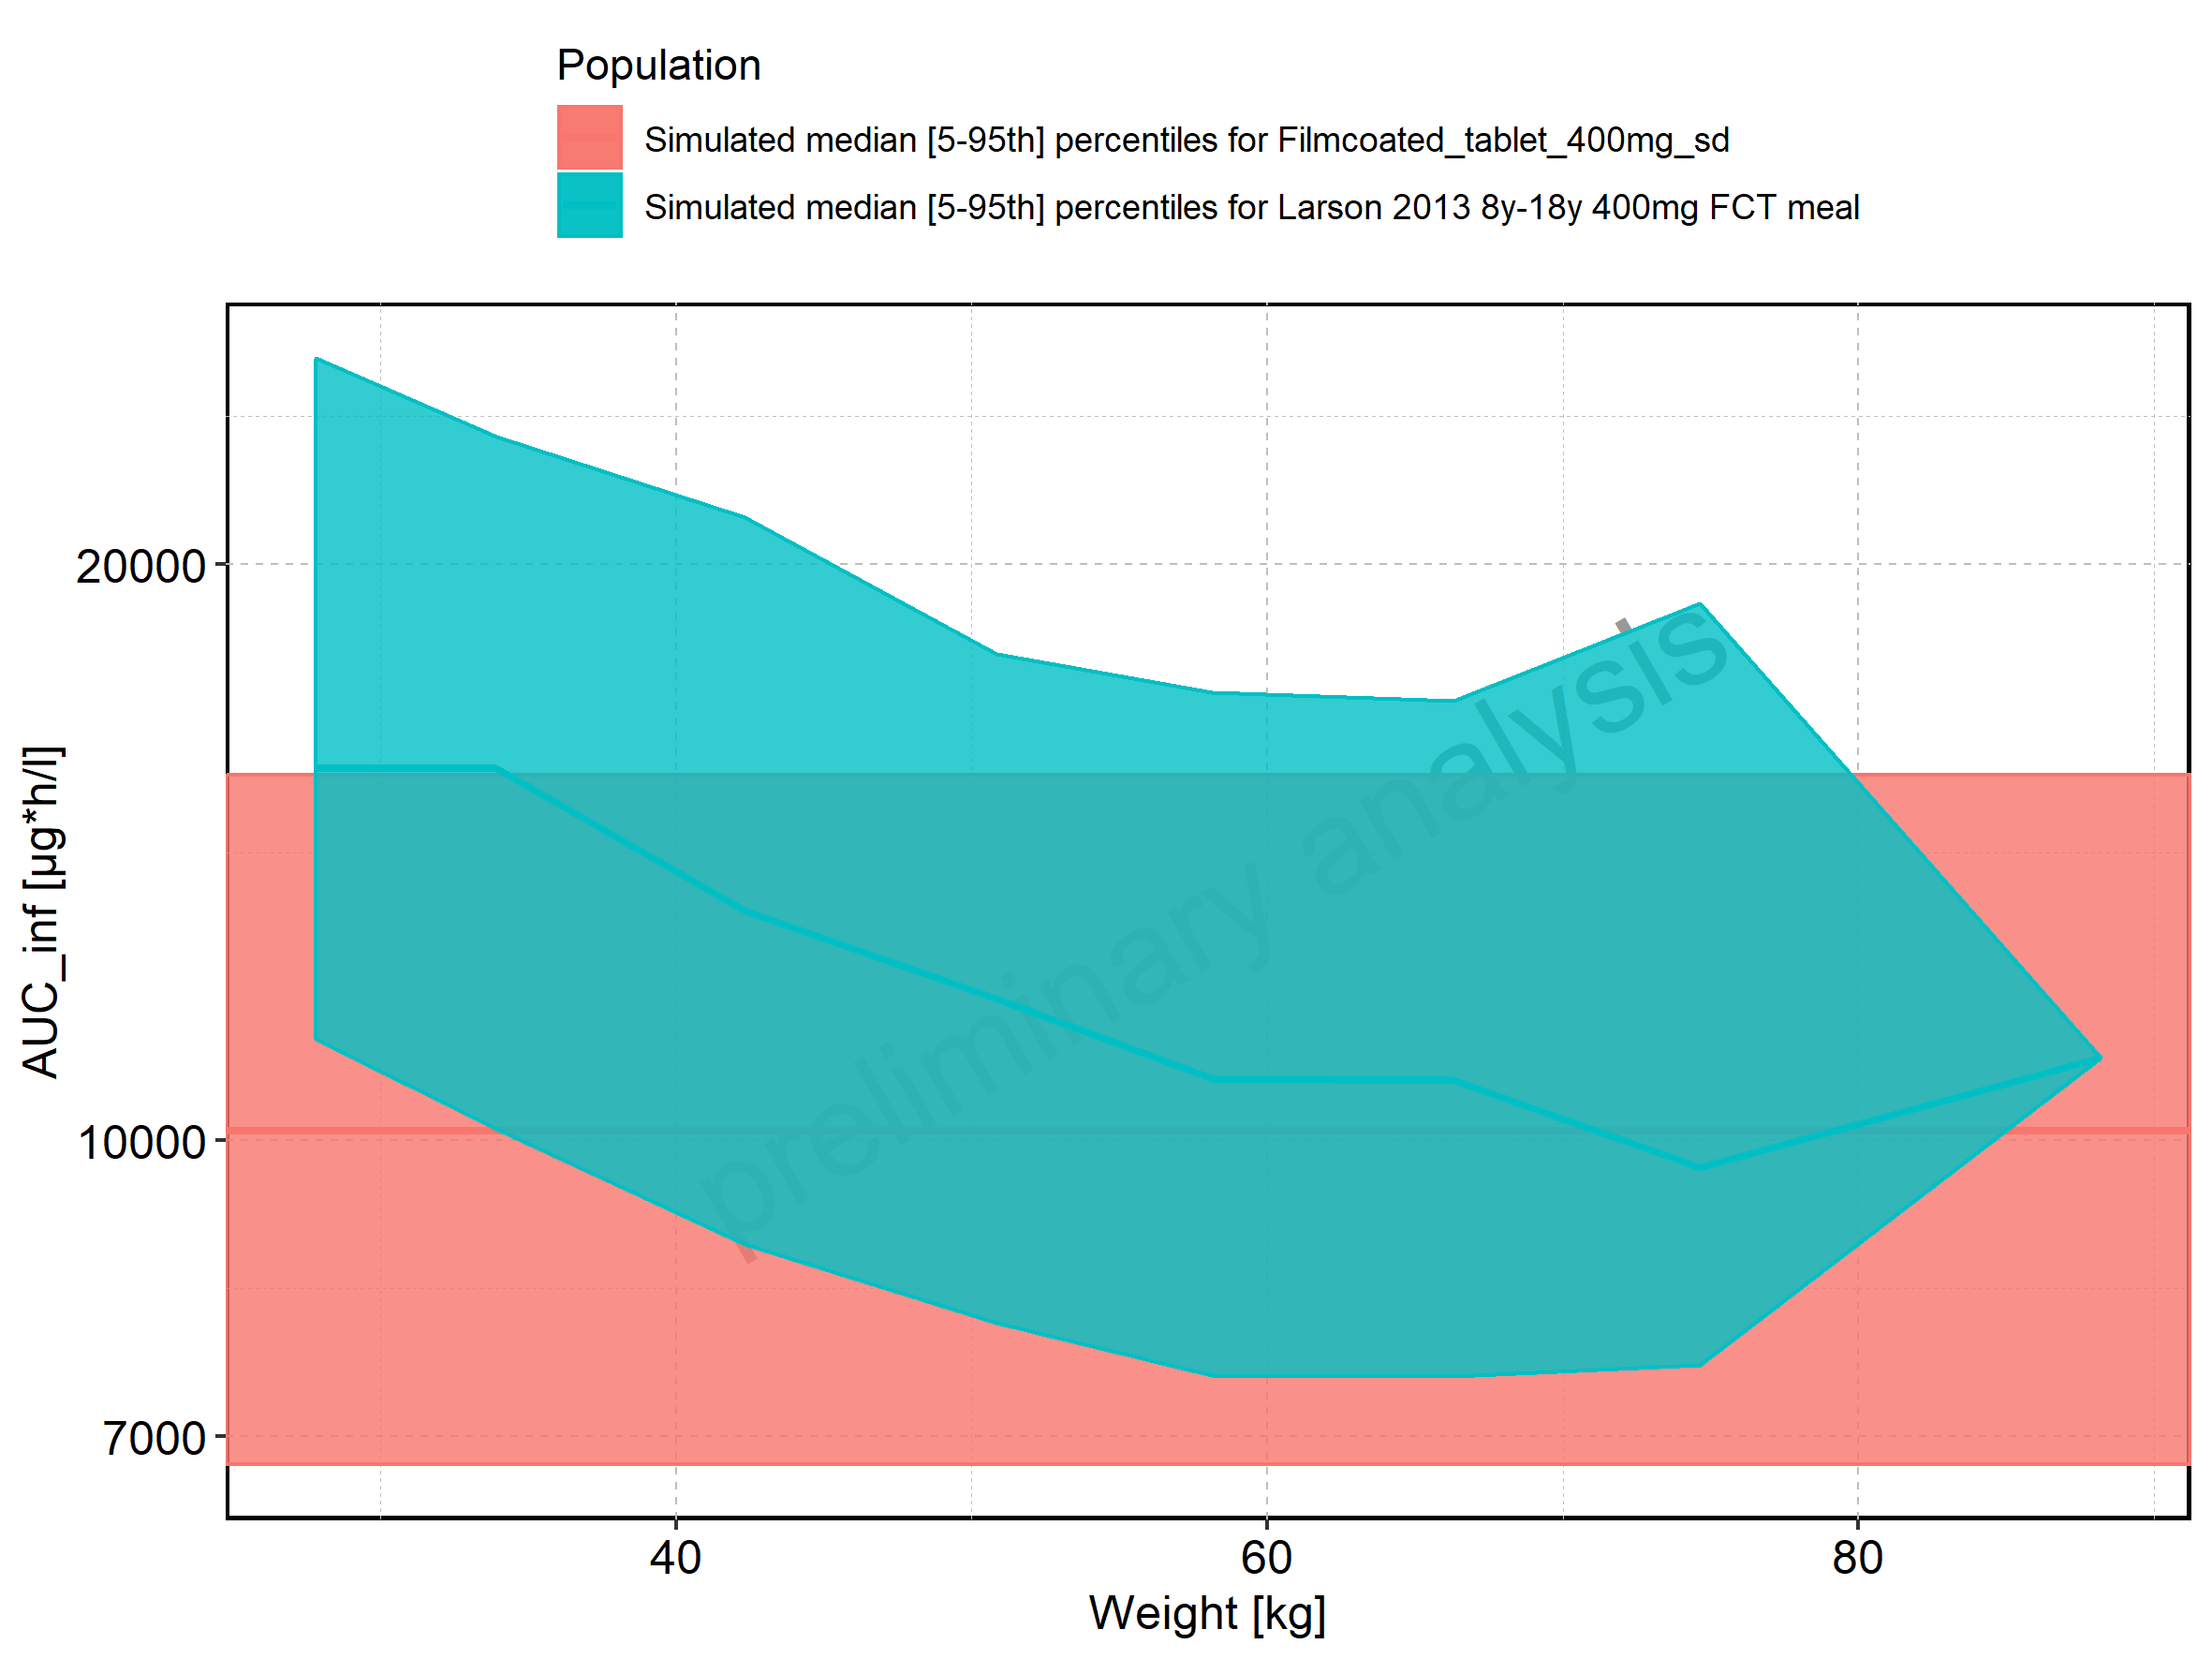 Population
Simulated median [5-95th] percentiles for Filmcoated_tablet_400mg_sd
Simulated median [5-95th] percentiles for Larson 2013 8y-18y 400mg FCT meal
AUC_inf [µg*h/l]
20000
10000
7000
preliminary analysis
40
60
80
Weight [kg]